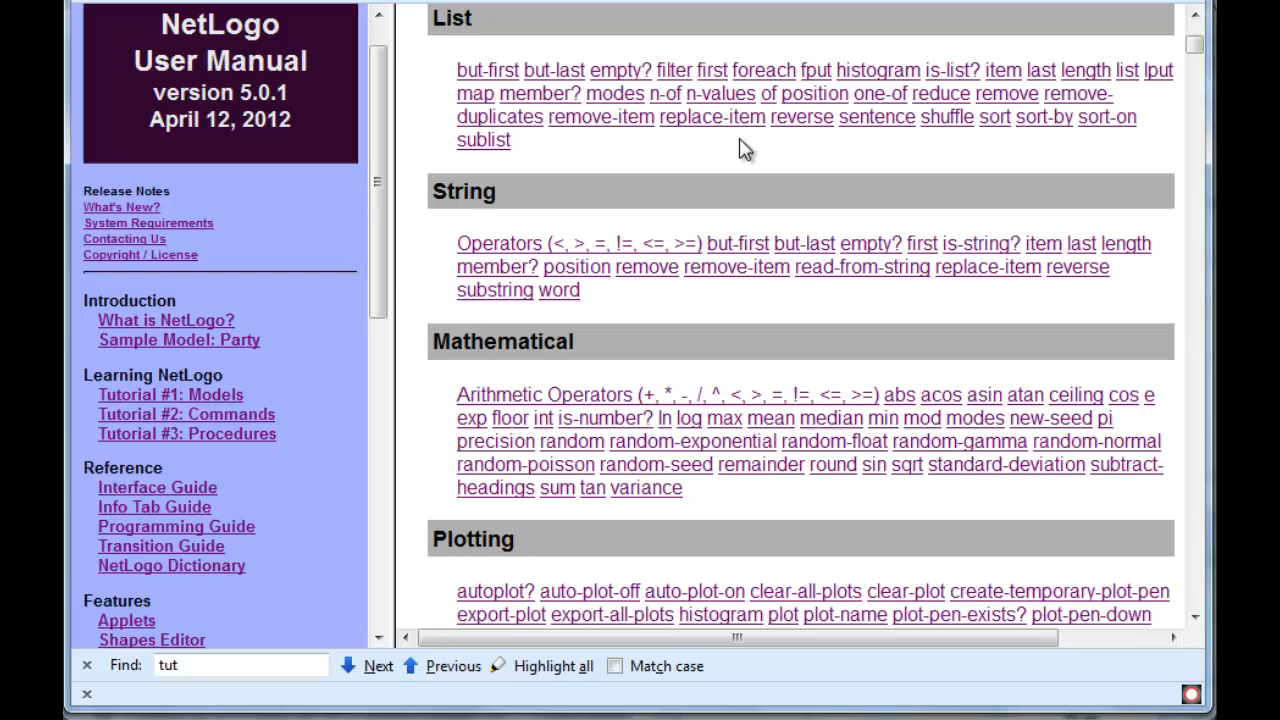 NetLogo
User Manual
version 5.0.1
April 12, 2012
Release Notes
What's New?
System Requirements
Contacting Us
Copyright / License
Introduction
What is NetLogo?
Sample Model: Party
Learning NetLogo
Tutorial #1: Models
Tutorial #2: Commands
Tutorial #3: Procedures
Reference
Interface Guide
Info Tab Guide
Programming Guide
Transition Guide
NetLogo Dictionary
Features
Applets
Shapes Editor
List
but-first but-last empty? filter first foreach fput histogram is-list? item last length list lput
map member? modes n-of n-values of position one-of reduce remove remove-
duplicates remove-item replace-item reverse sentence shuffle sort sort-by sort-on
sublist
String
Operators (<, >, =, !=, <=, >=) but-first but-last empty? first is-string? item last length
member? position remove remove-item read-from-string replace-item reverse
substring word
Mathematical
Arithmetic Operators (+, *, -, /, ^, <, >, =, !=, <=, >=) abs acos asin atan ceiling cos e
exp floor int is-number? ln log max mean median min mod modes new-seed pi
precision random random-exponential random-float random-gamma random-normal
random-poisson random-seed remainder round sin sqrt standard-deviation subtract-
headings sum tan variance
Plotting
autoplot? auto-plot-off auto-plot-on clear-all-plots clear-plot create-temporary-plot-pen
export-plot export-all-plots histogram plot plot-name plot-pen-exists? plot-pen-down
Find: tut Next Previous Highlight all Match case